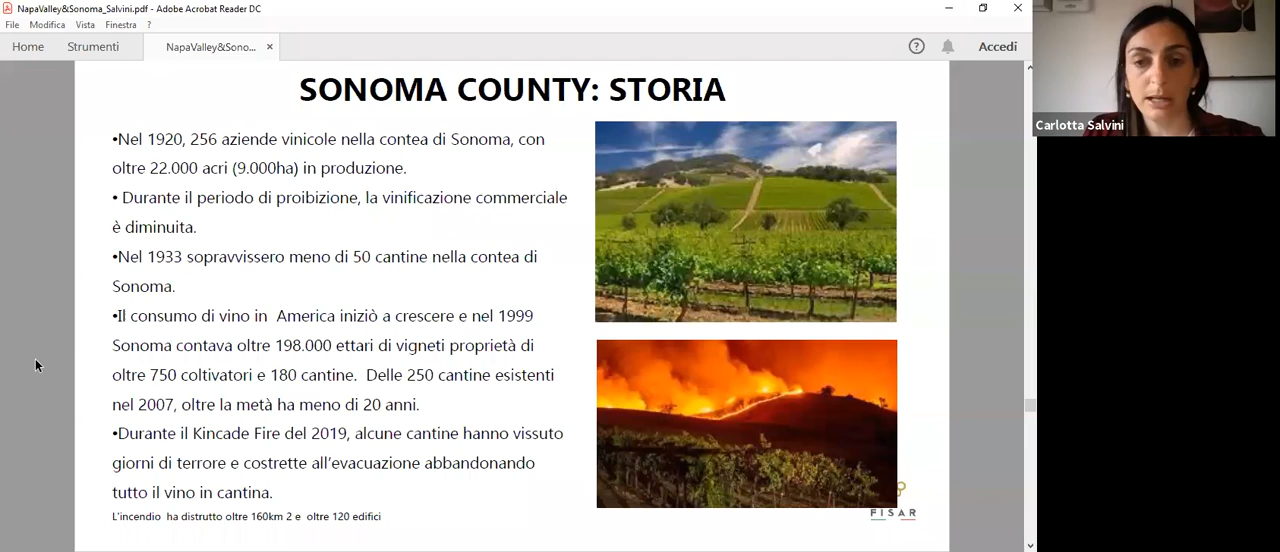 NapaValley&Sonoma_Salvini.pdf - Adobe Acrobat Reader DC
File Modifica Vista Finestra ?
Home Strumenti NapaValley&Sono... × ? Accedi
SONOMA COUNTY: STORIA
•Nel 1920, 256 aziende vinicole nella contea di Sonoma, con
oltre 22.000 acri (9.000ha) in produzione.
• Durante il periodo di proibizione, la vinificazione commerciale
è diminuita.
•Nel 1933 sopravvissero meno di 50 cantine nella contea di
Sonoma.
•Il consumo di vino in America iniziò a crescere e nel 1999
Sonoma contava oltre 198.000 ettari di vigneti proprietà di
oltre 750 coltivatori e 180 cantine. Delle 250 cantine esistenti
nel 2007, oltre la metà ha meno di 20 anni.
•Durante il Kincade Fire del 2019, alcune cantine hanno vissuto
giorni di terrore e costrette all'evacuazione abbandonando
tutto il vino in cantina.
L'incendio ha distrutto oltre 160km 2 e oltre 120 edifici
FISAR
Carlotta Salvini